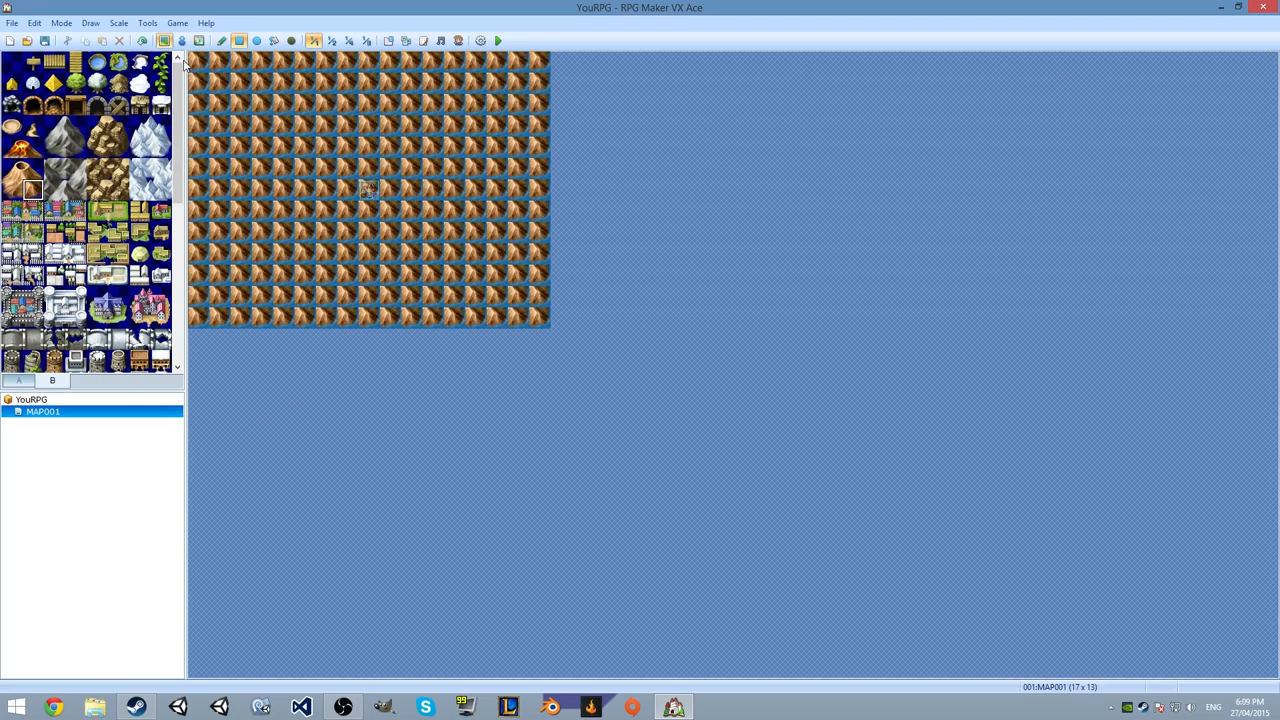 YouRPG - RPG Maker VX Ace
File Edit Mode Draw Scale Tools Game Help
A B
YouRPG
MAP001
001:MAP001 (17 x 13)
99
ENG
6:09 PM
27/04/2015